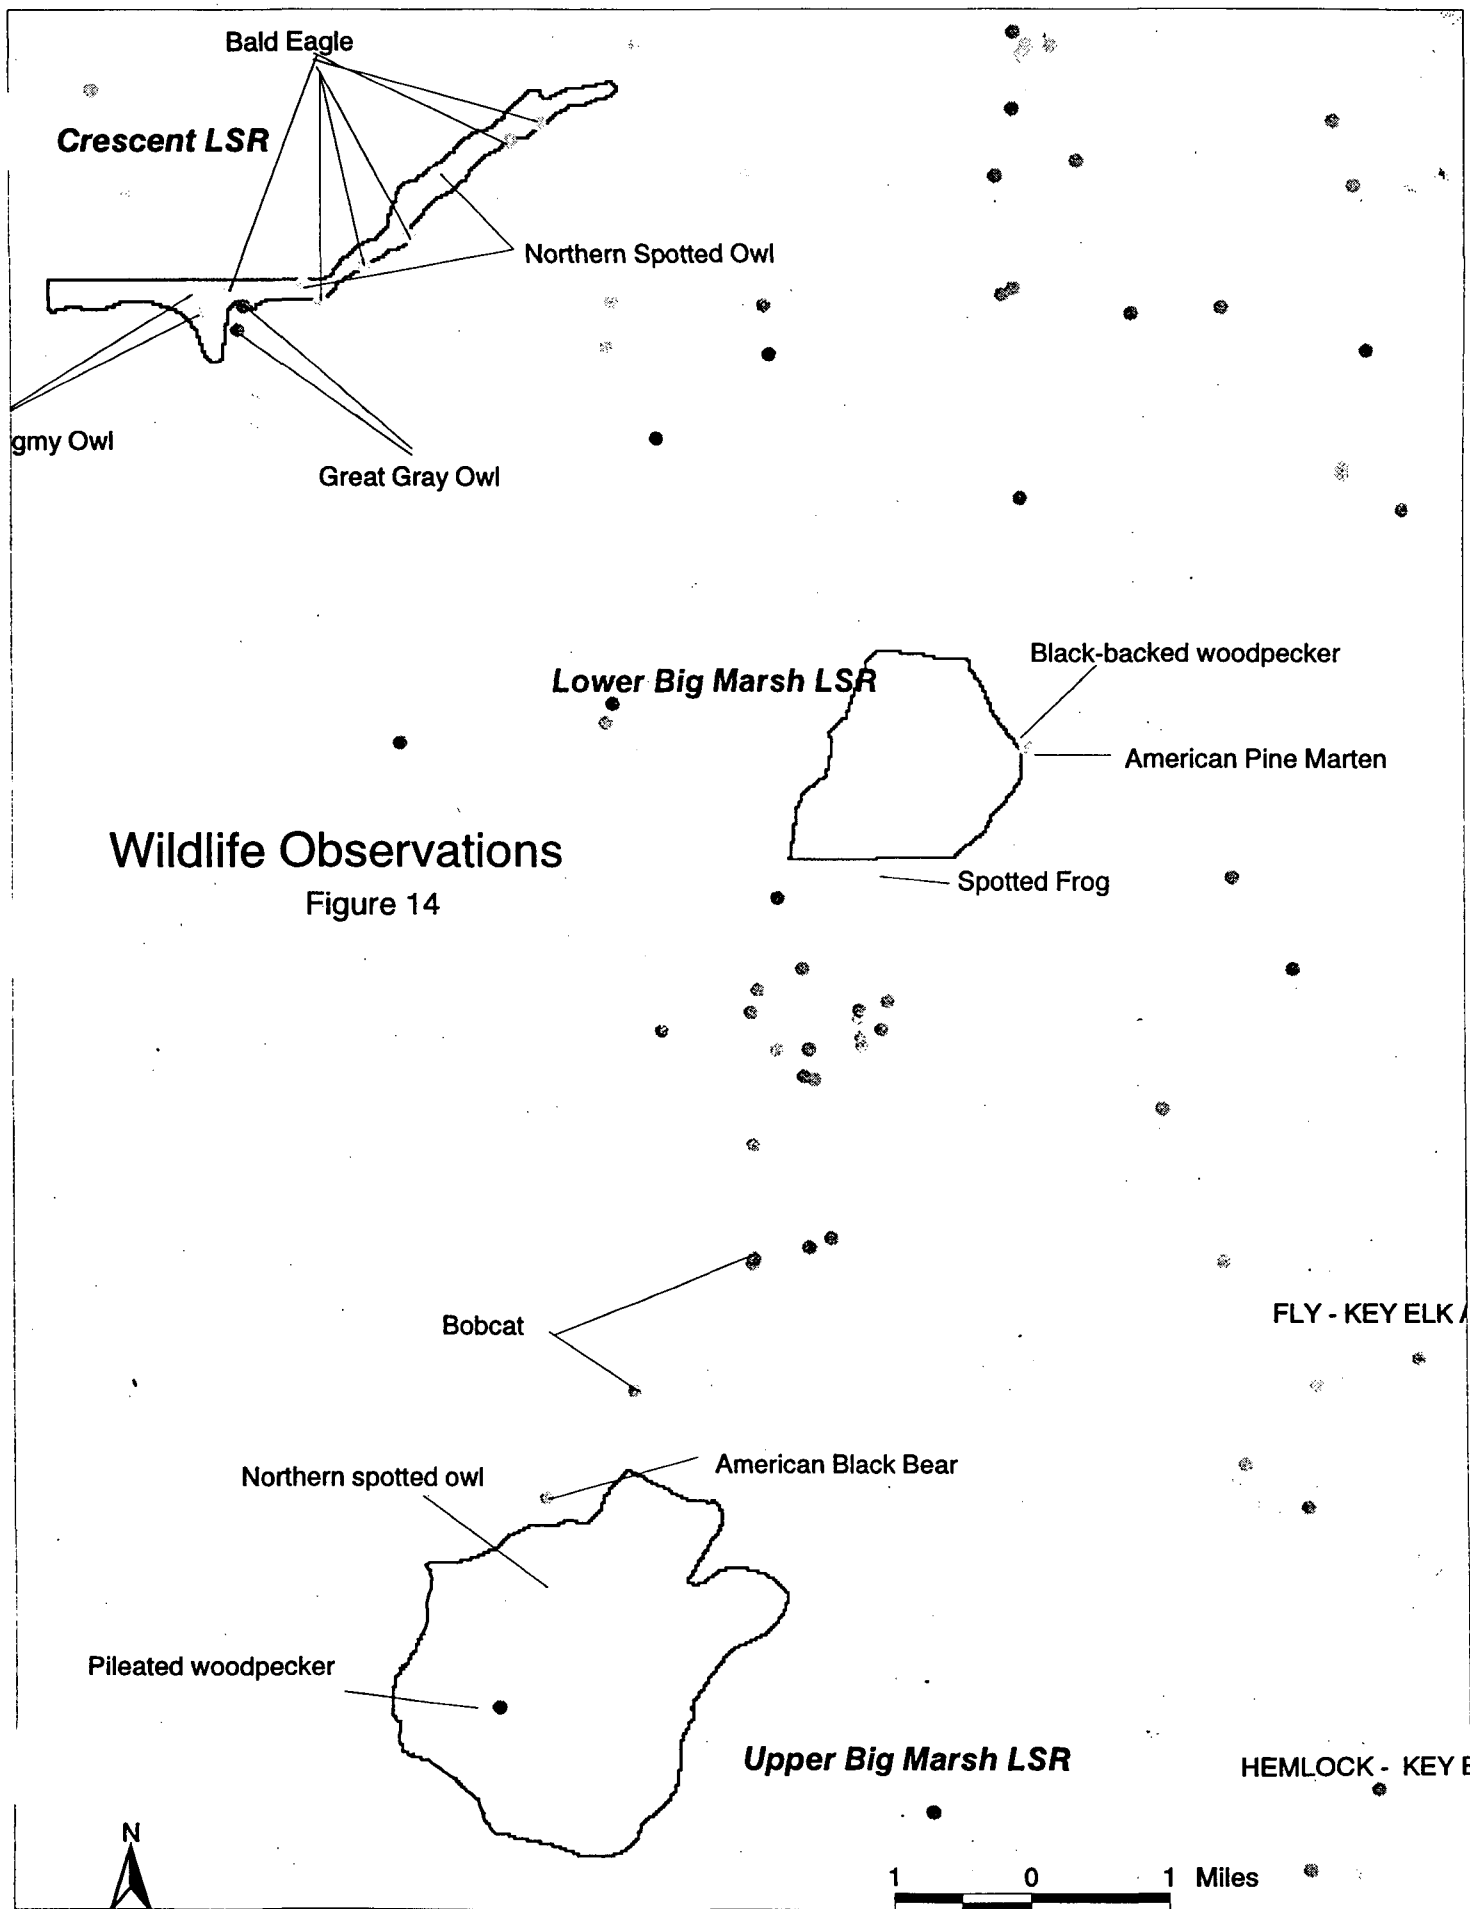 Bald Eagle
Crescent LSR
Northern Spotted Owl
gmy Owl
Great Gray Owl
Black-backed woodpecker
Lower Big Marsh LSR
American Pine Marten
Wildlife Observations
Spotted Frog
Figure 14
FLY - KEY ELK
Bobcat
American Black Bear
Northern spotted owl
Pileated woodpecker
Upper Big Marsh LSR
HEMLOCK - KEY E
N
1 0 1 Miles